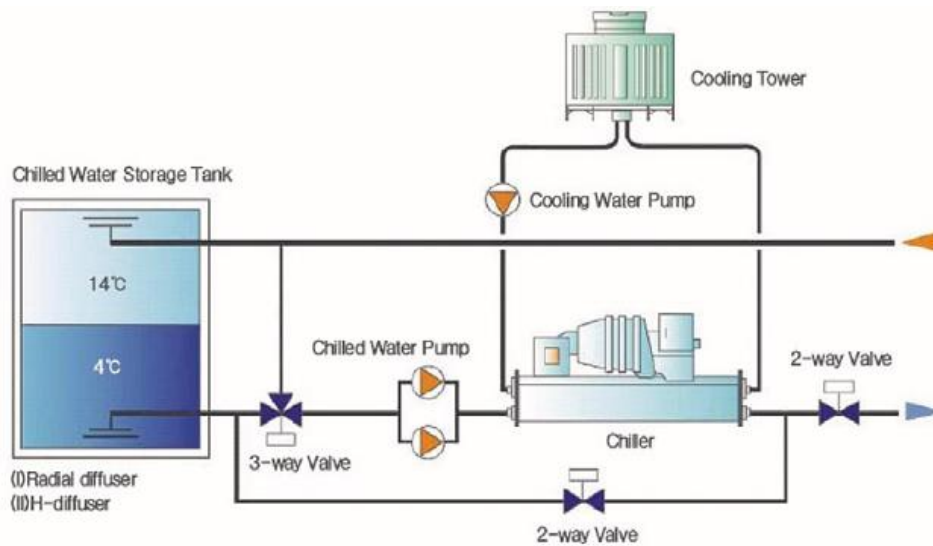 Cooling Tower
Chilled Water Storage Tank
Cooling Water Pump
14℃
Chilled Water Pump
2-way Valve
4℃
3-way Valve
Chiller
(I)Radial diffuser
(II)H-diffuser
2-way Valve